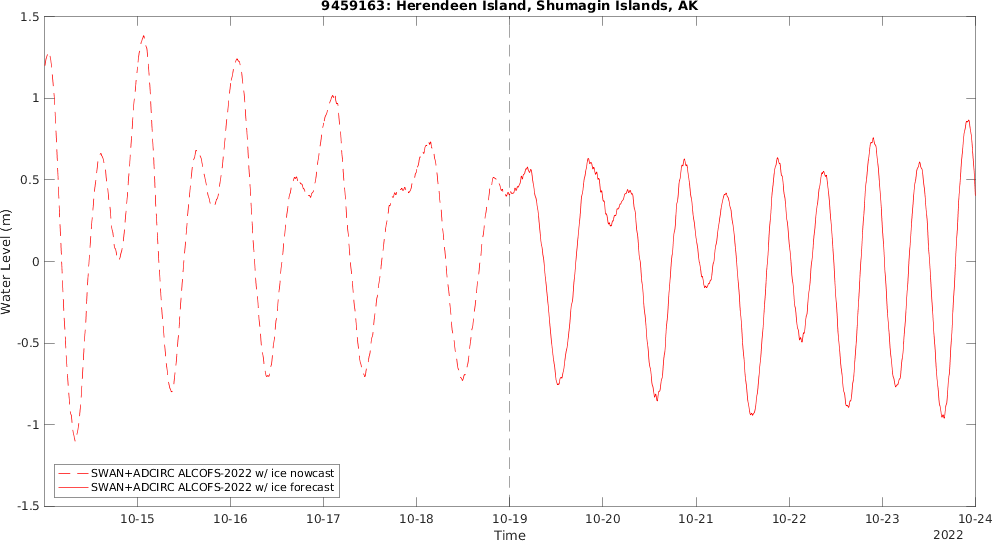 9459163: Herendeen Island, Shumagin Islands, AK
1.5
1
0.5
0
-0.5
-1
-1.5
Water Level (m)
SWAN+ADCIRC ALCOFS-2022 w/ ice nowcast
SWAN+ADCIRC ALCOFS-2022 w/ ice forecast
10-15 10-16 10-17 10-18 10-19 10-20 10-21 10-22 10-23 10-24
Time
2022